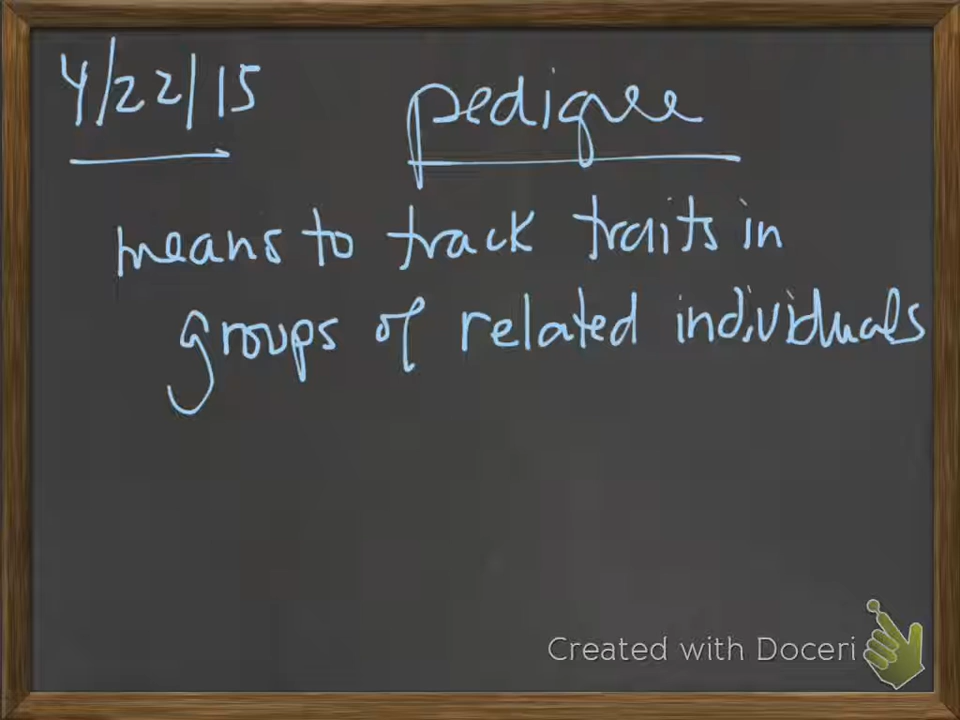 4/22/15
pedigree
means to track traits in
groups of related individuals
Created with Doceri